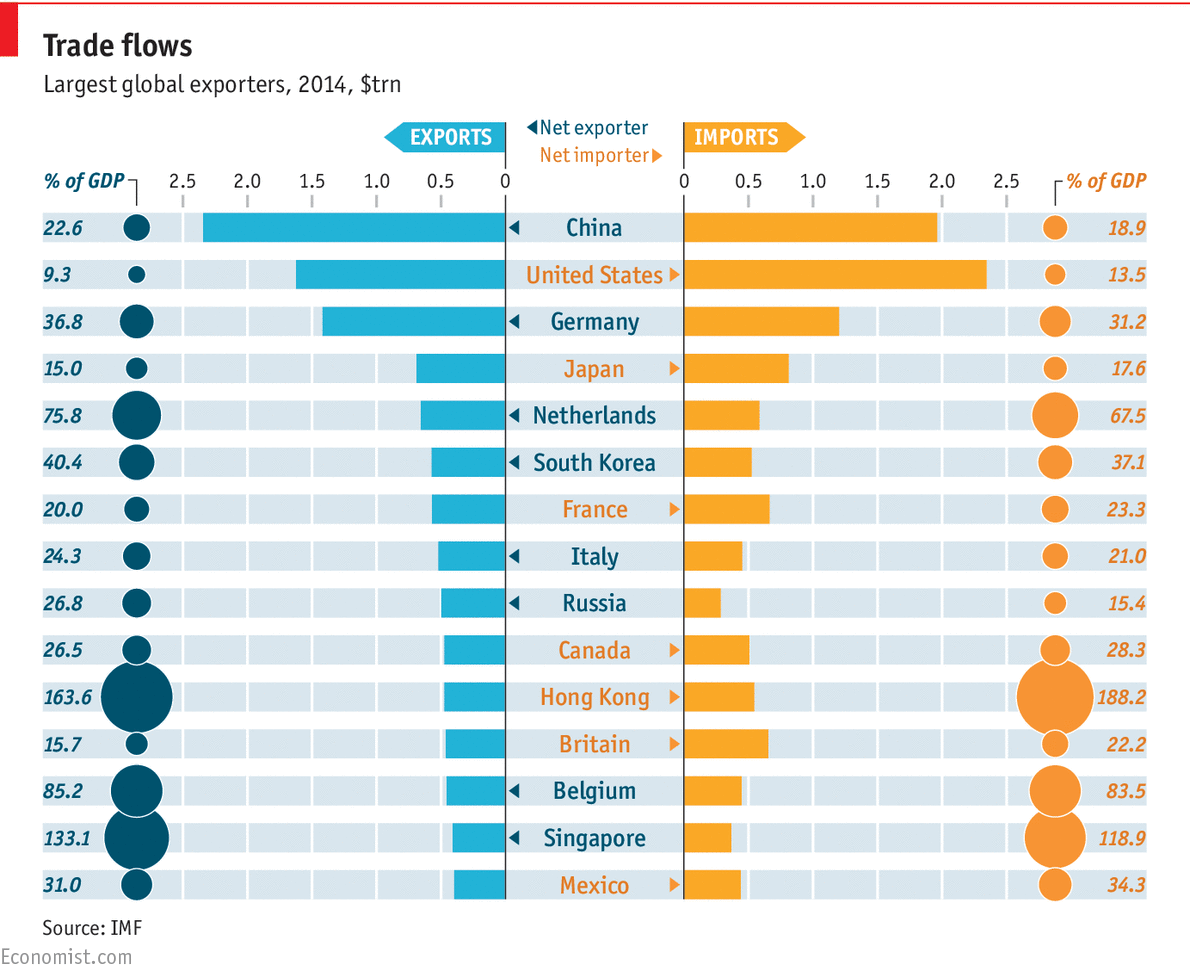 Trade flows
Largest global exporters, 2014, $trn
EXPORTS
Net exporter
Net importer
IMPORTS
% of GDP 2.5 2.0 1.5 1.0 0.5 0 0 0.5 1.0 1.5 2.0 2.5 % of GDP
22.6 China 18.9
9.3 United States 13.5
36.8 Germany 31.2
15.0 Japan 17.6
75.8 Netherlands 67.5
40.4 South Korea 37.1
20.0 France 23.3
24.3 Italy 21.0
26.8 Russia 15.4
26.5 Canada 28.3
163.6 Hong Kong 188.2
15.7 Britain 22.2
85.2 Belgium 83.5
133.1 Singapore 118.9
31.0 Mexico 34.3
Source: IMF
Economist.com